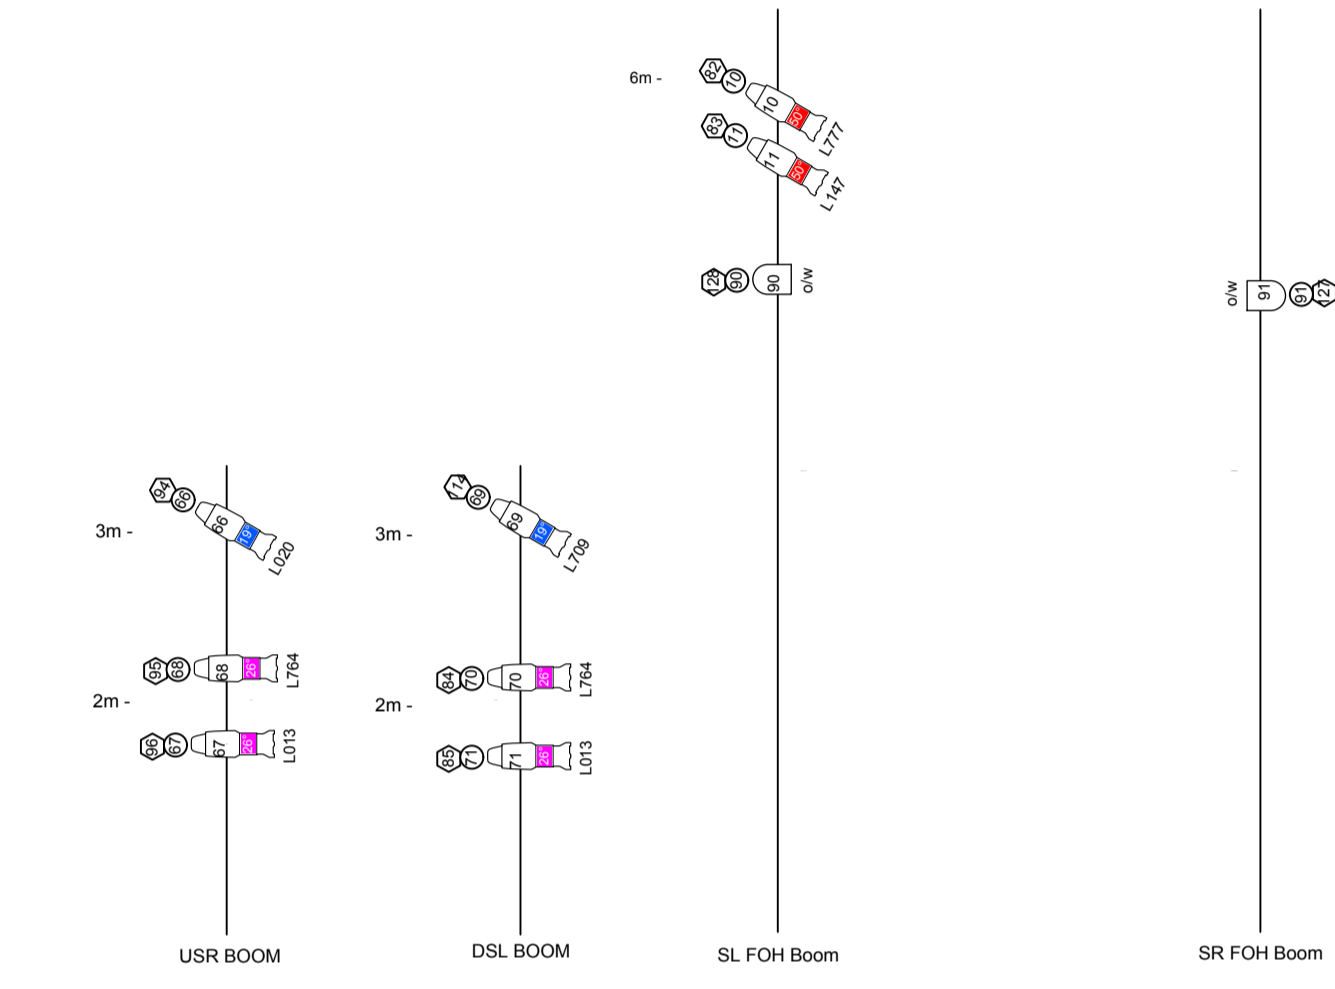 6m -
82
10
10
50°
L777
83
11
11
50°
L147
128
90
90
o/w
o/w
91
91
127
94
66
66
19°
L020
3m -
95
68
68
26°
L764
2m -
96
67
67
26°
L013
114
69
69
19°
L709
3m -
84
70
70
26°
L764
2m -
85
71
71
26°
L013
USR BOOM
DSL BOOM
SL FOH Boom
SR FOH Boom